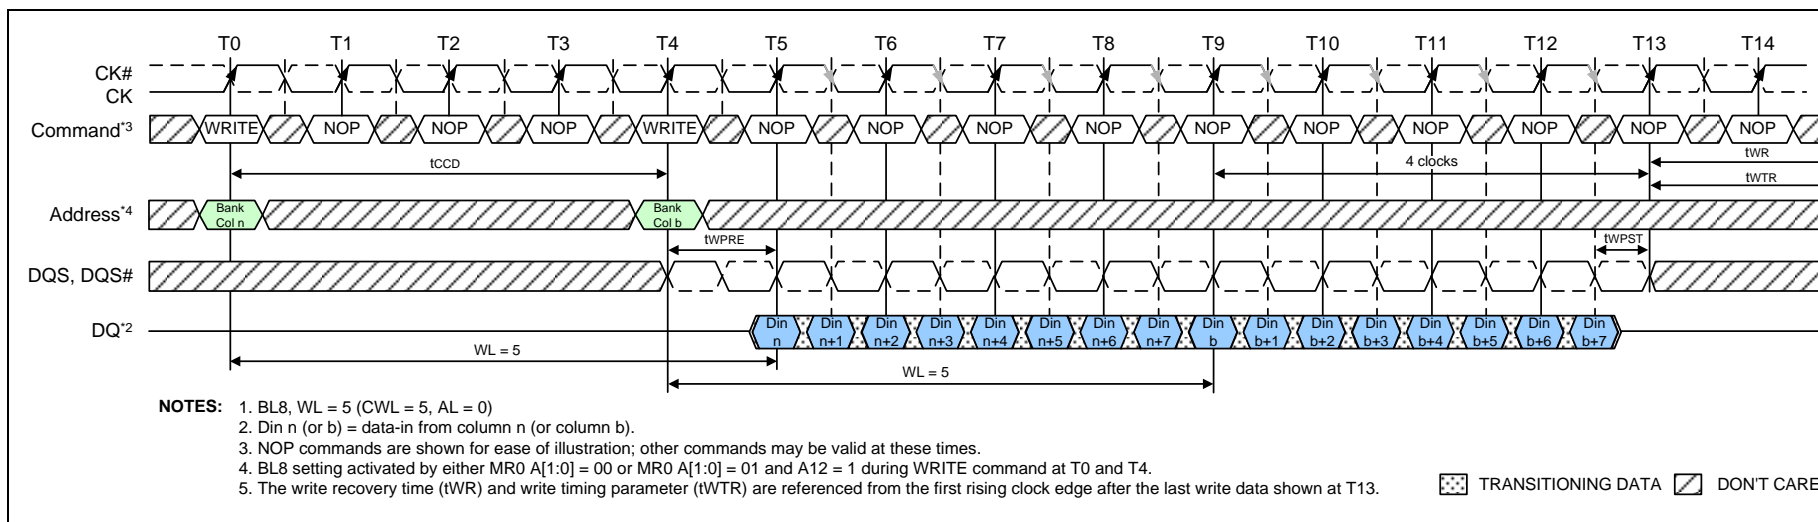 T0 T1 T2 T3 T4 T5 T6 T7 T8 T9 T10 T11 T12 T13 T14
CK#
CK
Command*3 WRITE NOP NOP NOP WRITE NOP NOP NOP NOP NOP NOP NOP NOP NOP NOP
tCCD 4 clocks tWR
tWTR
Address*4 Bank Col n Bank Col b
tWPRE tWPST
DQS, DQS#
DQ*2 Din n Din n+1 Din n+2 Din n+3 Din n+4 Din n+5 Din n+6 Din n+7 Din b Din b+1 Din b+2 Din b+3 Din b+4 Din b+5 Din b+6 Din b+7
WL = 5
WL = 5
NOTES: 1. BL8, WL = 5 (CWL = 5, AL = 0)
2. Din n (or b) = data-in from column n (or column b).
3. NOP commands are shown for ease of illustration; other commands may be valid at these times.
4. BL8 setting activated by either MR0 A[1:0] = 00 or MR0 A[1:0] = 01 and A12 = 1 during WRITE command at T0 and T4.
5. The write recovery time (tWR) and write timing parameter (tWTR) are referenced from the first rising clock edge after the last write data shown at T13.
TRANSITIONING DATA DON'T CARE